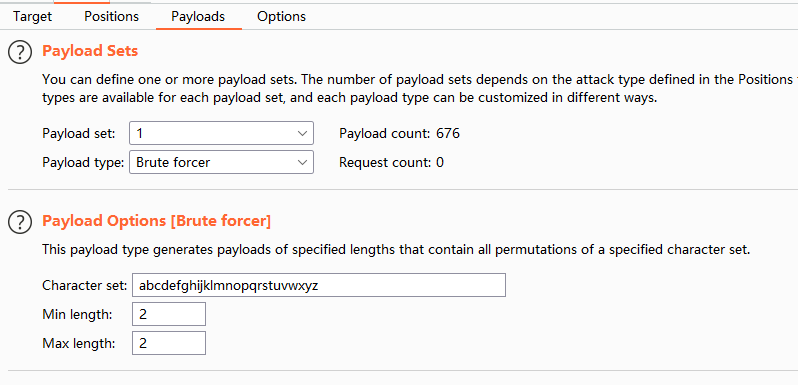 Target Positions Payloads Options
Payload Sets
You can define one or more payload sets. The number of payload sets depends on the attack type defined in the Positions
types are available for each payload set, and each payload type can be customized in different ways.
Payload set: 1 Payload count: 676
Payload type: Brute forcer Request count: 0
Payload Options [Brute forcer]
This payload type generates payloads of specified lengths that contain all permutations of a specified character set.
Character set: abcdefghijklmnopqrstuvwxyz
Min length: 2
Max length: 2